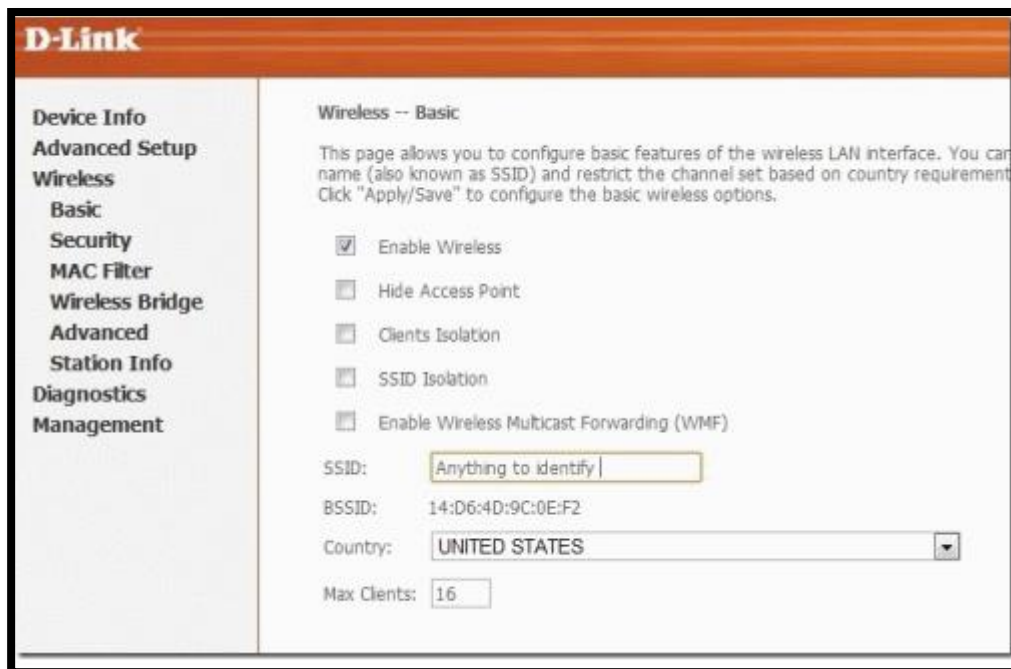 D-Link
Device Info
Advanced Setup
Wireless
Basic
Security
MAC Filter
Wireless Bridge
Advanced
Station Info
Diagnostics
Management
Wireless -- Basic
This page allows you to configure basic features of the wireless LAN interface. You can
name (also known as SSID) and restrict the channel set based on country requirement
Click "Apply/Save" to configure the basic wireless options.
Enable Wireless
Hide Access Point
Clients Isolation
SSID Isolation
Enable Wireless Multicast Forwarding (WMF)
SSID: Anything to identify
BSSID: 14:D6:4D:9C:0E:F2
Country: UNITED STATES
Max Clients: 16